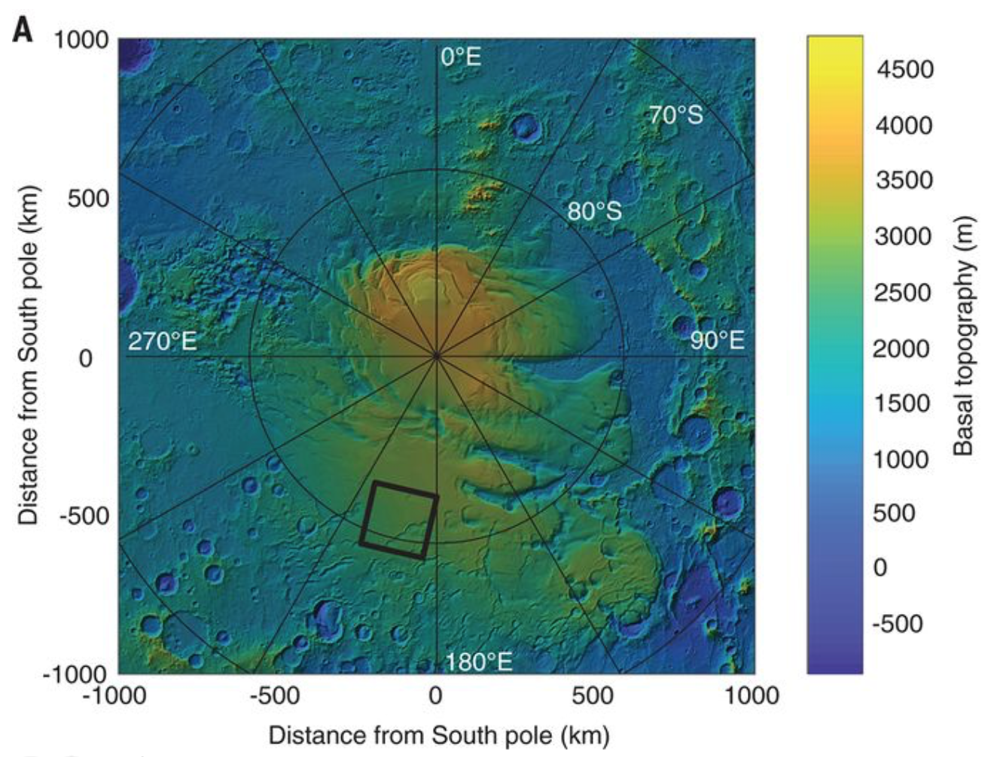 A
1000
500
0
-500
-1000
Distance from South pole (km)
0°E
70°S
80°S
270°E
90°E
180°E
-1000
-500
0
500
1000
Distance from South pole (km)
4500
4000
3500
3000
2500
2000
1500
1000
500
0
-500
Basal topography (m)